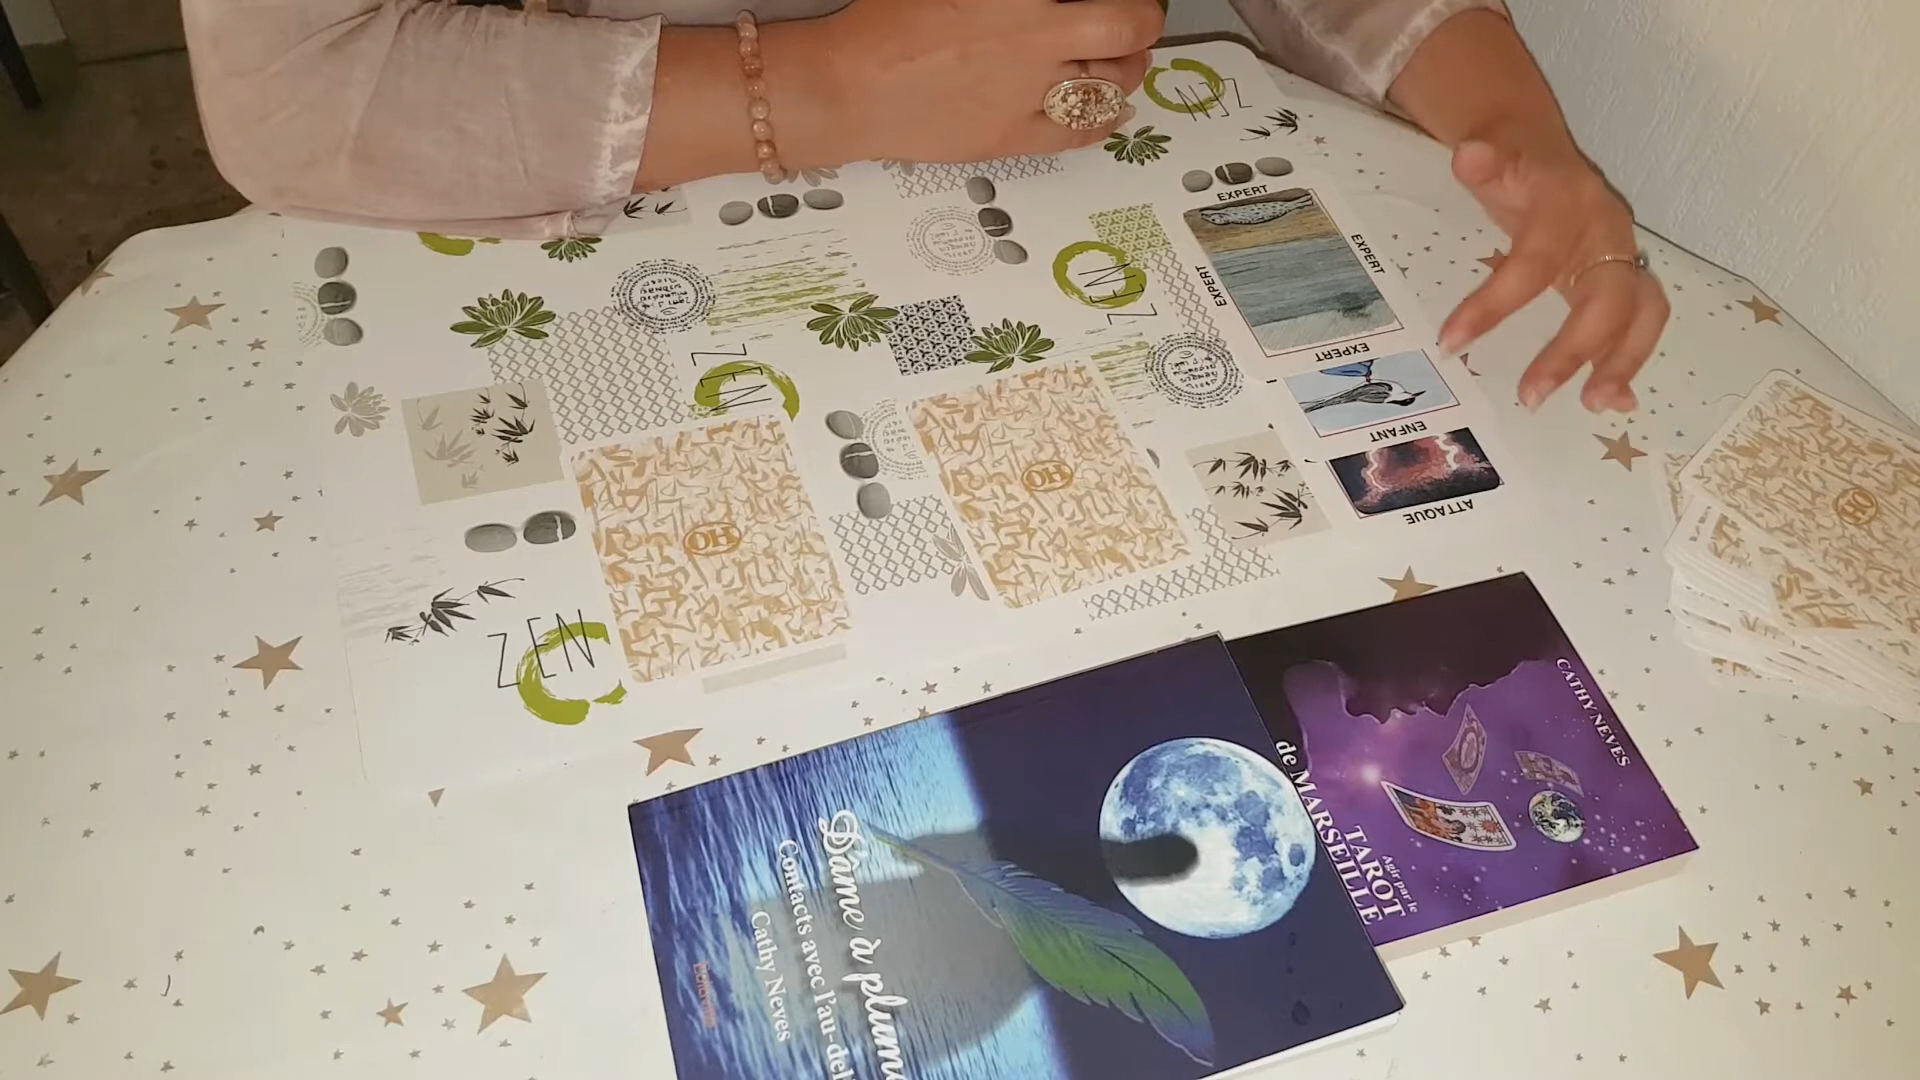 ZEN
EXPERT
EXPERT
EXPERT
EXPERT
ZEN
ZEN
ENFANT
ATTAQUE
OH
OH
OH
ZEN
CATHY NEVES
Agir par le
TAROT
de MARSEILLE
D'âme à plum
Contacts avec l'au-del
Cathy Neves